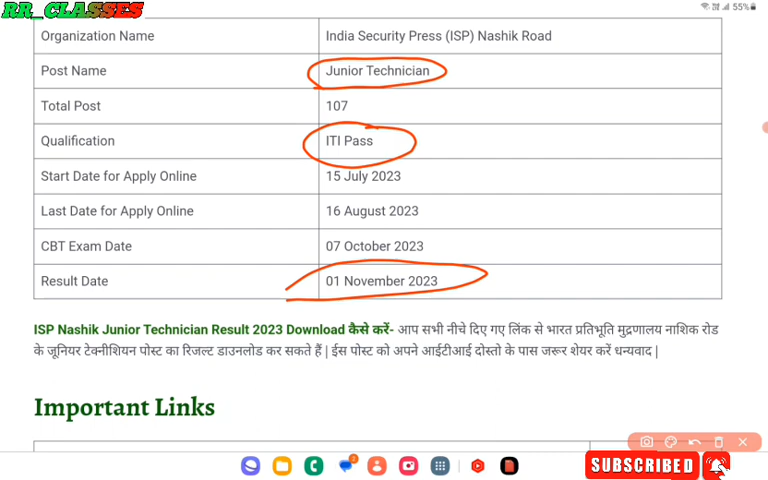 RR_CLASSES
55%
Organization Name India Security Press (ISP) Nashik Road
Post Name Junior Technician
Total Post 107
Qualification ITI Pass
Start Date for Apply Online 15 July 2023
Last Date for Apply Online 16 August 2023
CBT Exam Date 07 October 2023
Result Date 01 November 2023
ISP Nashik Junior Technician Result 2023 Download कैसे करें- आप सभी नीचे दिए गए लिंक से भारत प्रतिभूति मुद्रणालय नाशिक रोड
के जूनियर टेक्नीशियन पोस्ट का रिजल्ट डाउनलोड कर सकते हैं | ईस पोस्ट को अपने आईटीआई दोस्तो के पास जरूर शेयर करें धन्यवाद |
Important Links
2
SUBSCRIBED